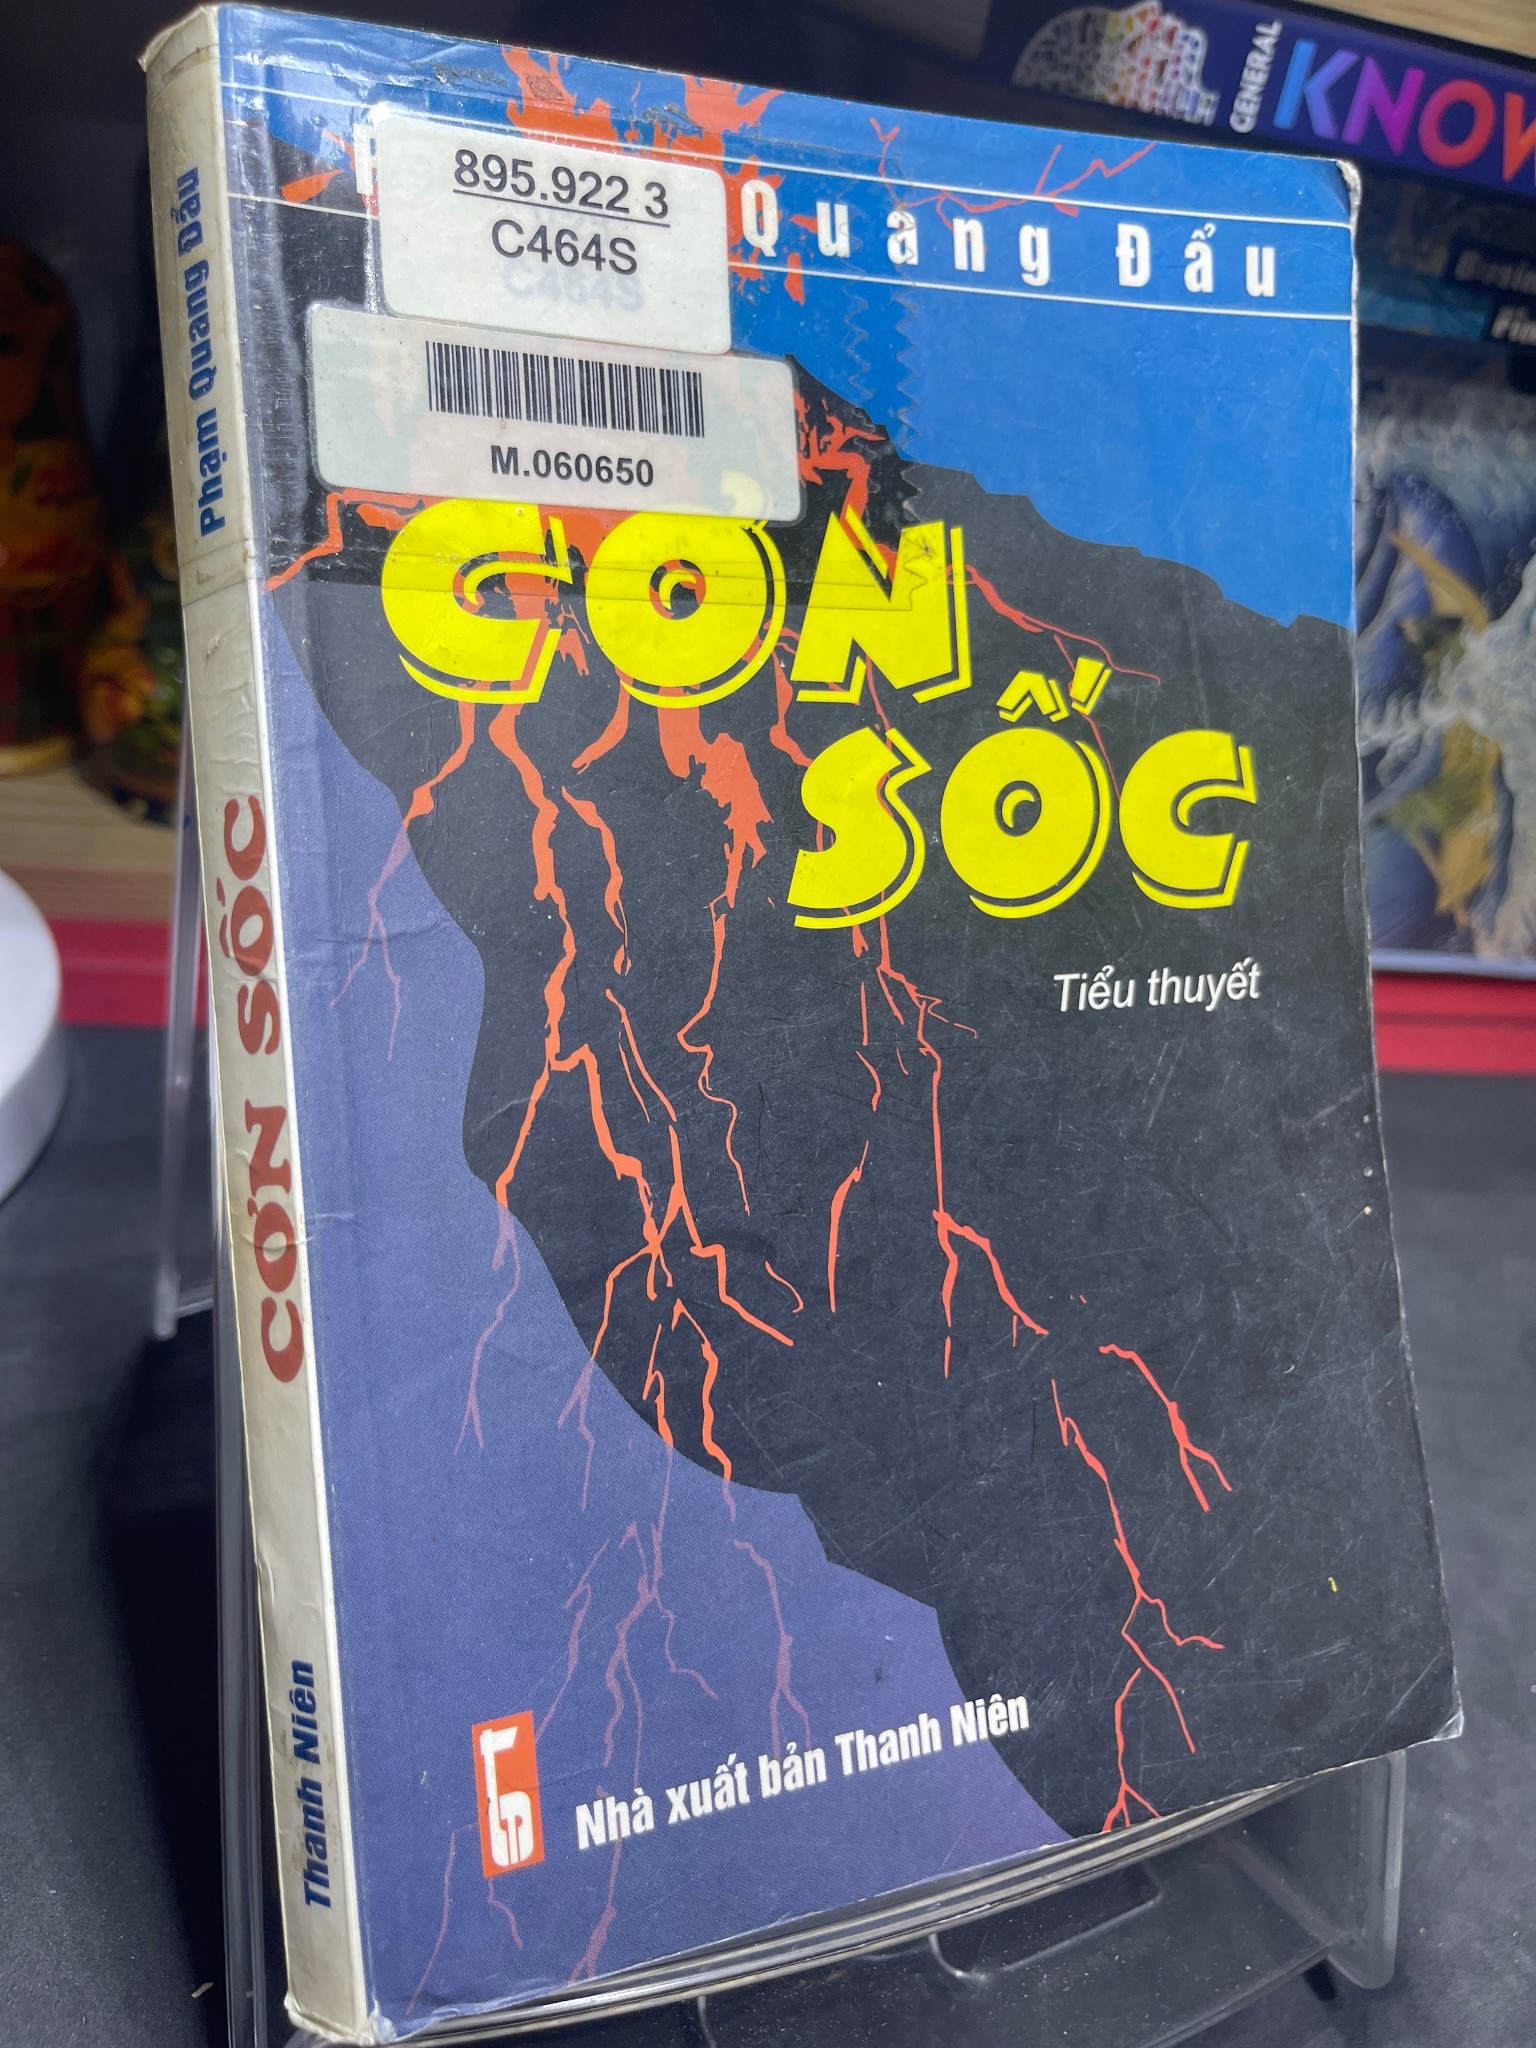 895.922 3
C464S
Quang Đẩu
M.060650
CƠN
SỐC
Tiểu thuyết
Nhà xuất bản Thanh Niên
Phạm Quang Đẩu
CƠN SỐC
Thanh Niên
GENERAL
KNOW